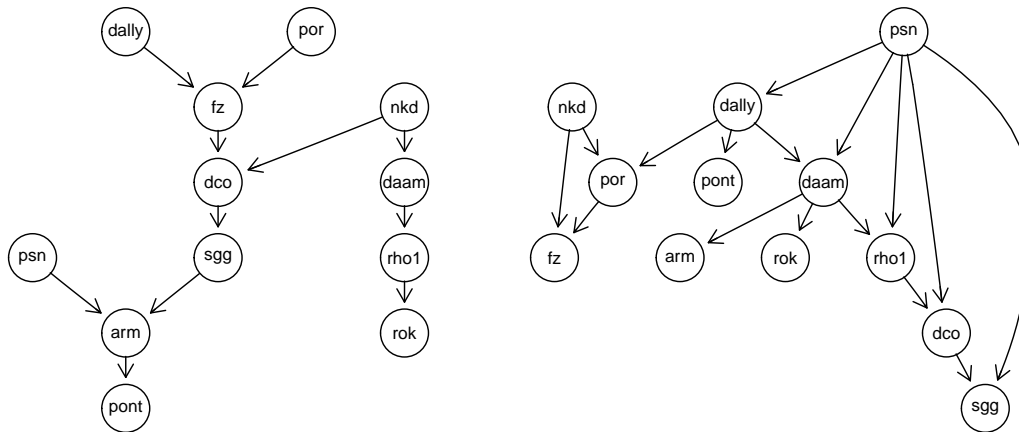 dally
por
fz
nkd
dco
daam
psn
sgg
rho1
arm
rok
pont
psn
nkd
dally
por
pont
daam
fz
arm
rok
rho1
dco
sgg